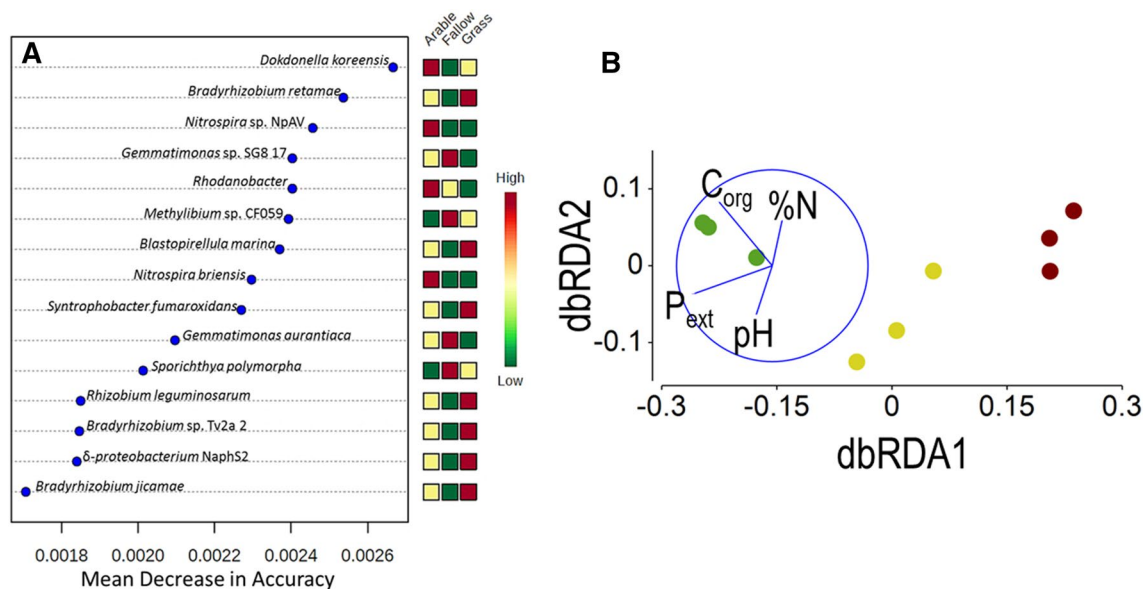 A
Arable Fallow Grass
Dokdonella koreensis
Bradyrhizobium retamae
Nitrospira sp. NpAV
Gemmatimonas sp. SG8 17
Rhodanobacter
Methylibium sp. CF059
Blastopirellula marina
Nitrospira briensis
Syntrophobacter fumaroxidans
Gemmatimonas aurantiaca
Sporichthya polymorpha
Rhizobium leguminosarum
Bradyrhizobium sp. Tv2a 2
δ-proteobacterium NaphS2
Bradyrhizobium jicamae
0.0018 0.0020 0.0022 0.0024 0.0026
Mean Decrease in Accuracy
High
Low
B
dbRDA2
0.1
0
-0.1
Corg
%N
Pext
pH
-0.3 -0.15 0 0.15 0.3
dbRDA1